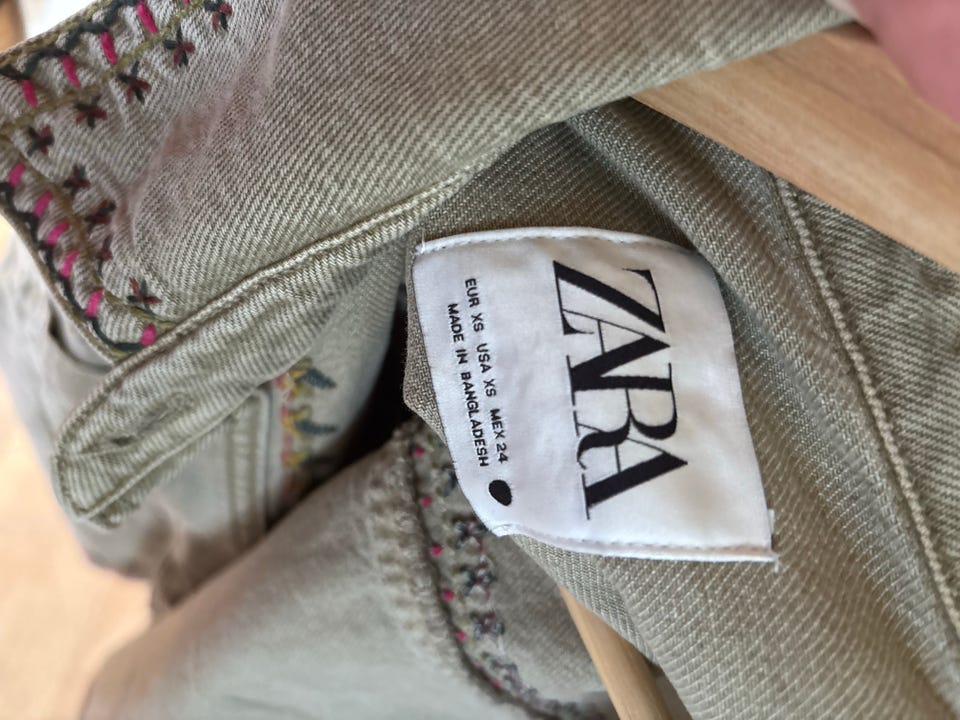 ZARA
EUR XS USA XS MEX 24
MADE IN BANGLADESH